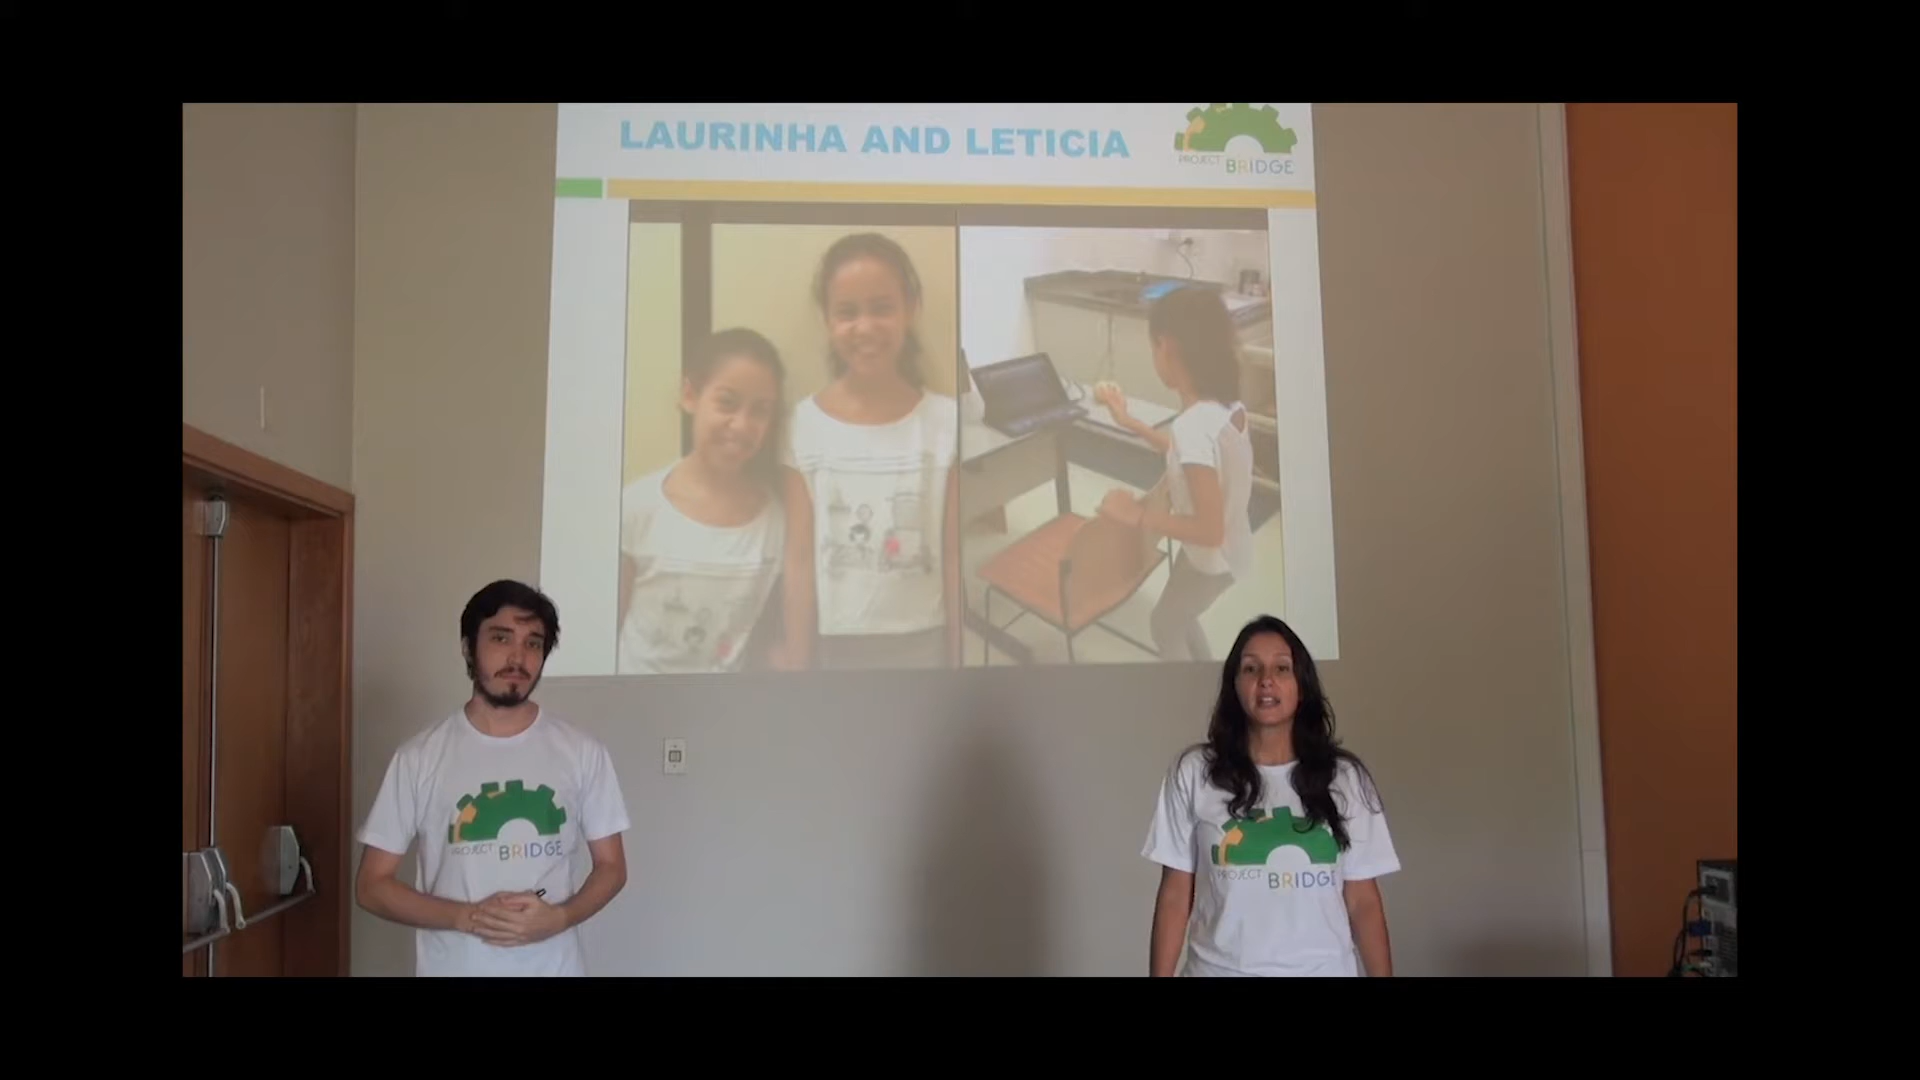 LAURINHA AND LETICIA
PROJECT
BRIDGE
PROJECT
BRIDGE
PROJECT
BRIDGE